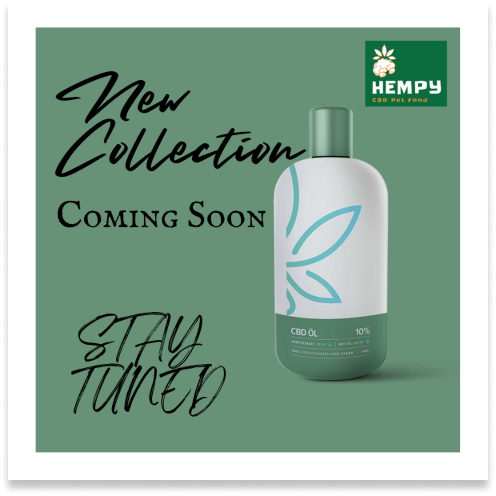 New
Collection
COMING SOON
STAY
TUNED
HEMPY
CBD Pet Food
CBD ÖL
10%